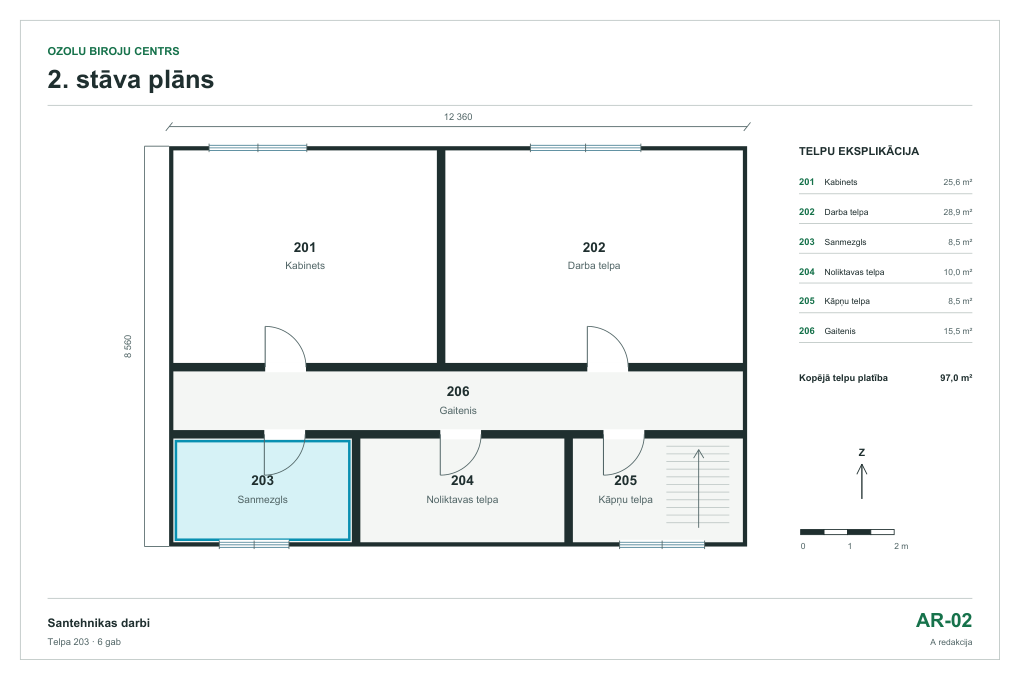 OZOLU BIROJU CENTRS
2. stāva plāns
12 360
8 560
201
Kabinets
202
Darba telpa
206
Gaitenis
203
Sanmezgls
204
Noliktavas telpa
205
Kāpņu telpa
TELPU EKSPLIKĀCIJA
201 Kabinets 25,6 m²
202 Darba telpa 28,9 m²
203 Sanmezgls 8,5 m²
204 Noliktavas telpa 10,0 m²
205 Kāpņu telpa 8,5 m²
206 Gaitenis 15,5 m²
Kopējā telpu platība 97,0 m²
Z
0 1 2 m
Santehnikas darbi
Telpa 203 · 6 gab
AR-02
A redakcija